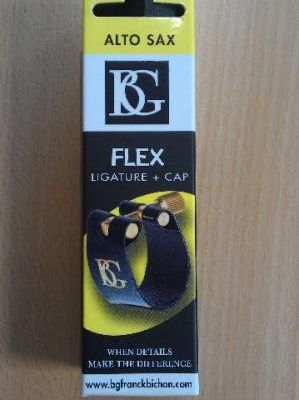 ALTO SAX
BG
FLEX
LIGATURE + CAP
BG
WHEN DETAILS
MAKE THE DIFFERENCE
www.bgfranckbichon.com